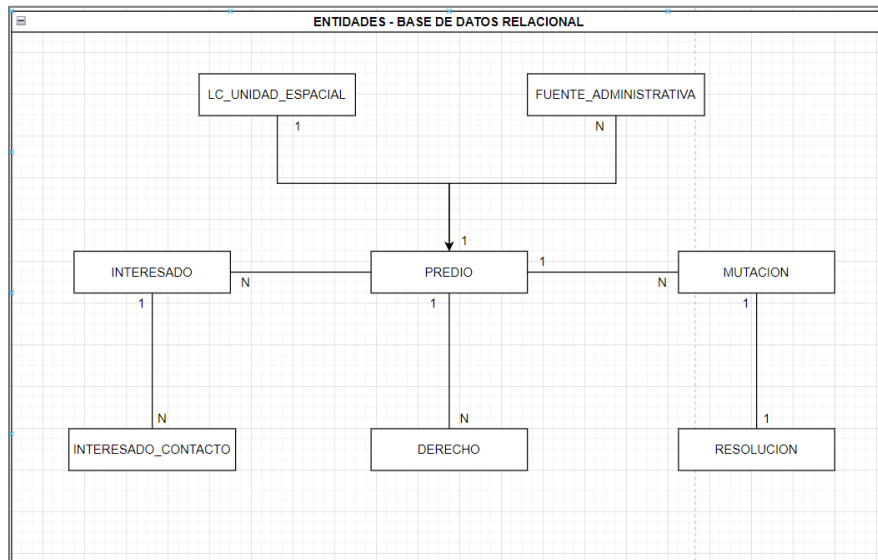 ENTIDADES - BASE DE DATOS RELACIONAL
LC_UNIDAD_ESPACIAL
FUENTE_ADMINISTRATIVA
1
N
1
INTERESADO
N
PREDIO
1
N
MUTACION
1
1
1
N
N
1
INTERESADO_CONTACTO
DERECHO
RESOLUCION